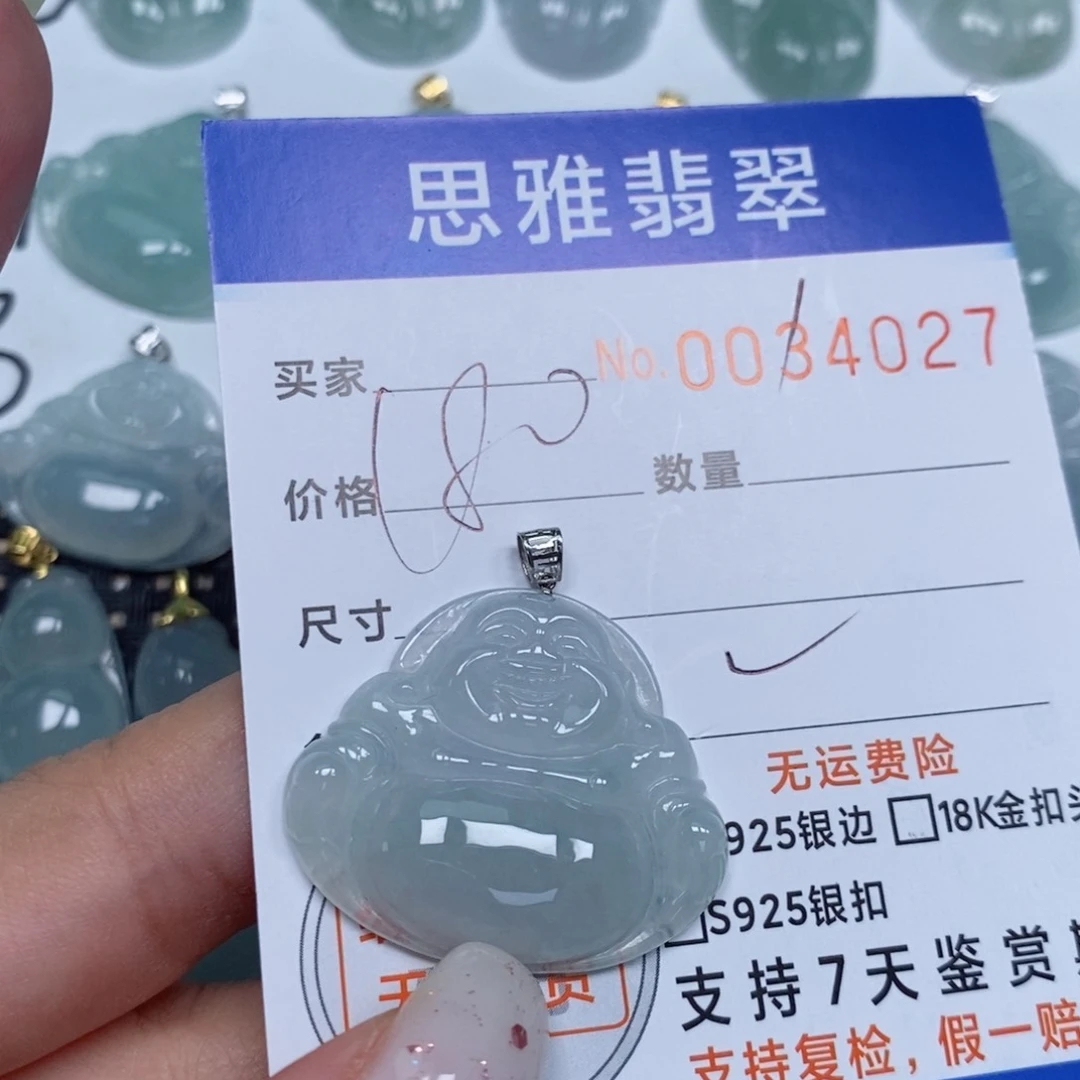 思雅翡翠
买家 No.0034027
价格 数量
尺寸
无运费险
925银边 □18K金扣
□S925银扣
支持7天鉴赏
支持复检，假一赔